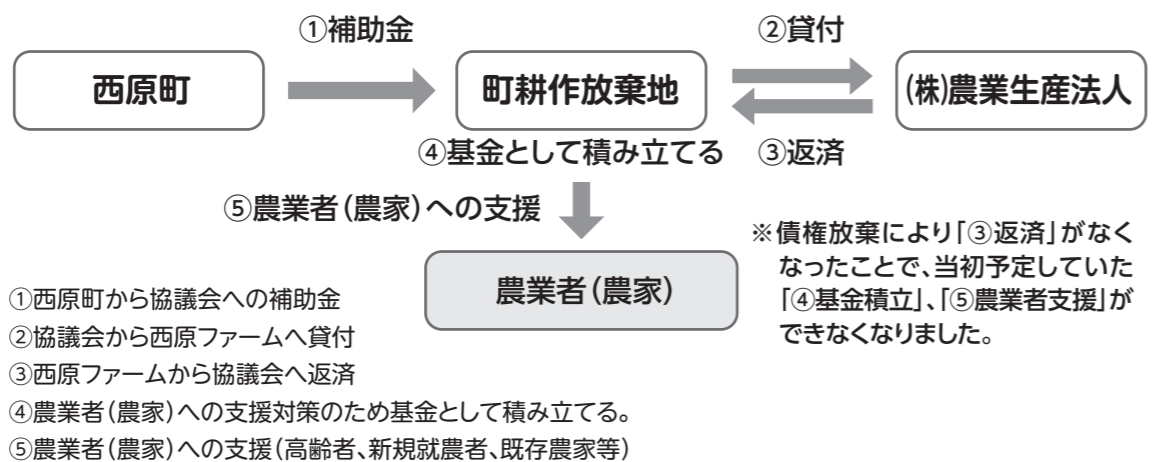 ①補助金
②貸付
西原町
町耕作放棄地
(株)農業生産法人
④基金として積み立てる
③返済
⑤農業者(農家)への支援
農業者(農家)
※債権放棄により「③返済」がなく
なったことで、当初予定していた
「④基金積立」、「⑤農業者支援」が
できなくなりました。
①西原町から協議会への補助金
②協議会から西原ファームへ貸付
③西原ファームから協議会へ返済
④農業者(農家)への支援対策のため基金として積み立てる。
⑤農業者(農家)への支援(高齢者、新規就農者、既存農家等)